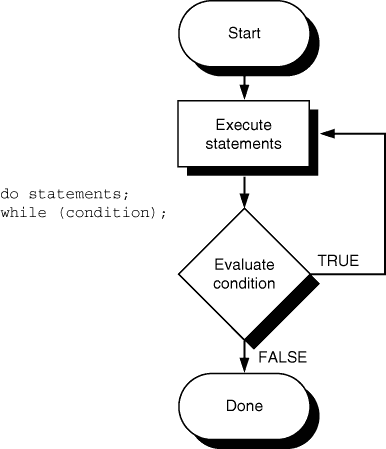 Start
Execute
statements
do statements;
while (condition);
Evaluate
condition
TRUE
FALSE
Done